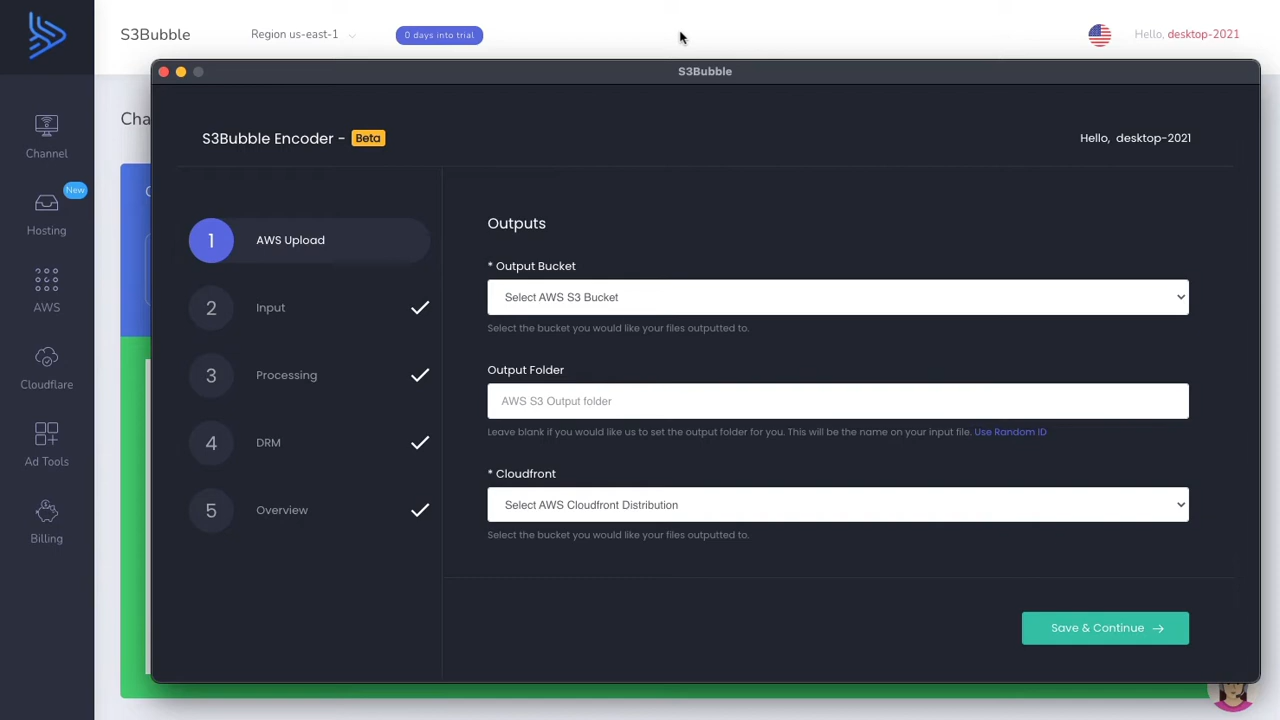 S3Bubble
Region us-east-1
0 days into trial
Hello, desktop-2021
S3Bubble
Cha
Channel
New
Hosting
AWS
Cloudflare
Ad Tools
Billing
S3Bubble Encoder - Beta
Hello, desktop-2021
1 AWS Upload
2 Input
3 Processing
4 DRM
5 Overview
Outputs
* Output Bucket
Select AWS S3 Bucket
Select the bucket you would like your files outputted to.
Output Folder
AWS S3 Output folder
Leave blank if you would like us to set the output folder for you. This will be the name on your input file. Use Random ID
* Cloudfront
Select AWS Cloudfront Distribution
Select the bucket you would like your files outputted to.
Save & Continue